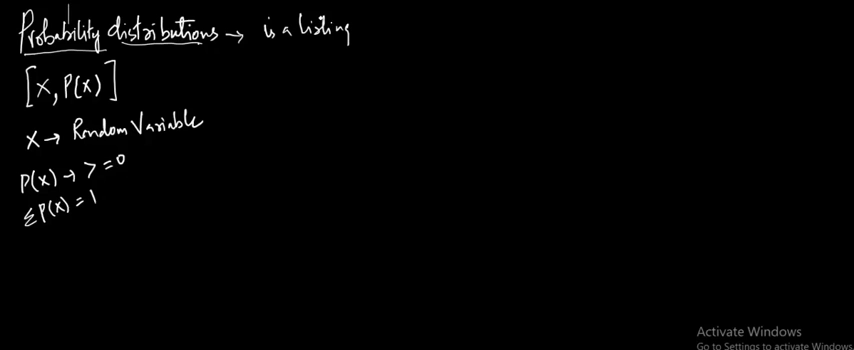 Probability distributions → is a listing
[X, P(x)]
X → Random Variable
P(x) → >=0
ΣP(x) = 1
Activate Windows
Go to Settings to activate Windows.